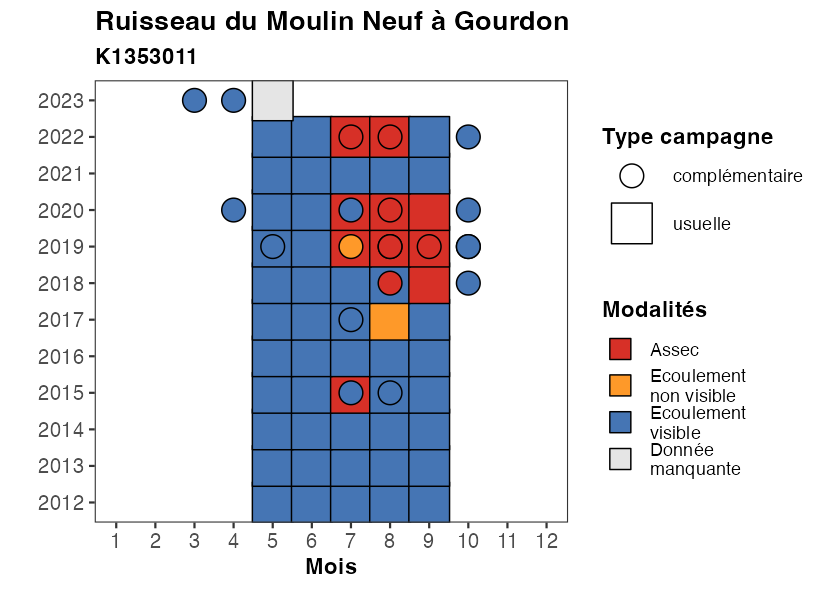 Ruisseau du Moulin Neuf à Gourdon
K1353011
2023
2022
2021
2020
2019
2018
2017
2016
2015
2014
2013
2012
1 2 3 4 5 6 7 8 9 10 11 12
Mois
Type campagne
complémentaire
usuelle
Modalités
Assec
Ecoulement
non visible
Ecoulement
visible
Donnée
manquante